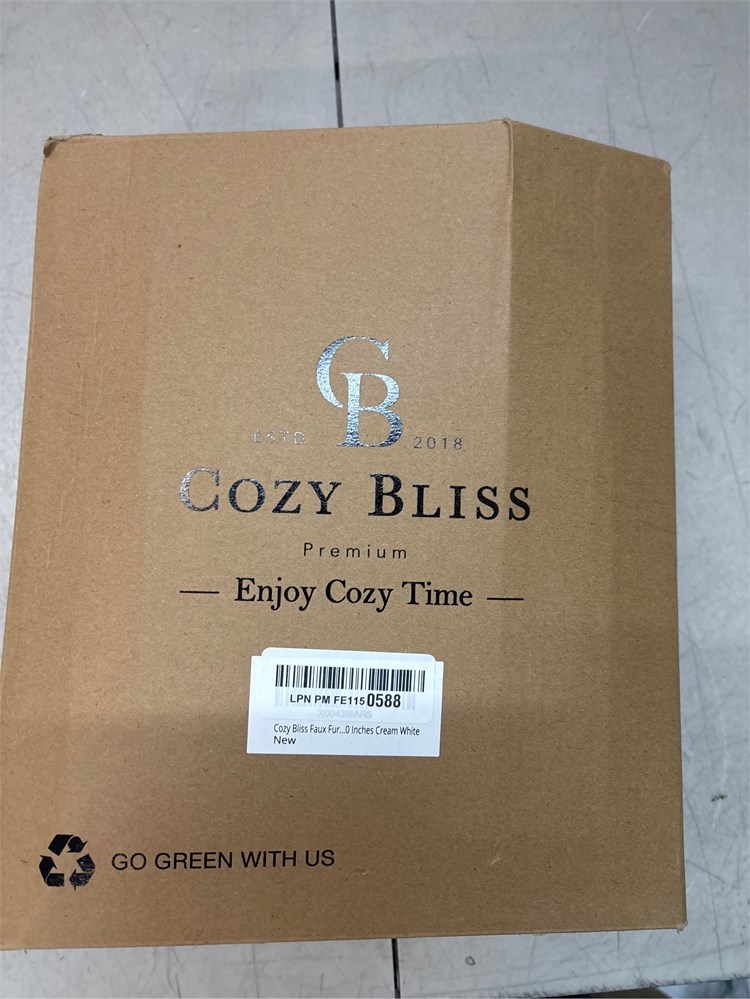 CB
ESTD 2018
COZY BLISS
Premium
— Enjoy Cozy Time —
LPN PM FE115 0588
Cozy Bliss Faux Fur...0 Inches Cream White
New
GO GREEN WITH US